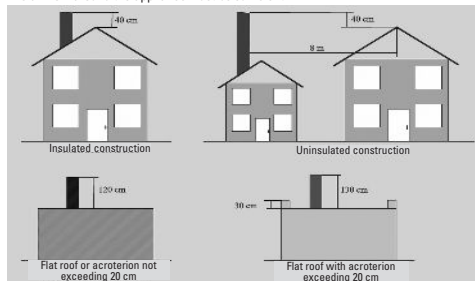 40 cm
40 cm
8 m
Insulated construction
Uninsulated construction
120 cm
130 cm
30 cm
Flat roof or acroterion not
exceeding 20 cm
Flat roof with acroterion
exceeding 20 cm